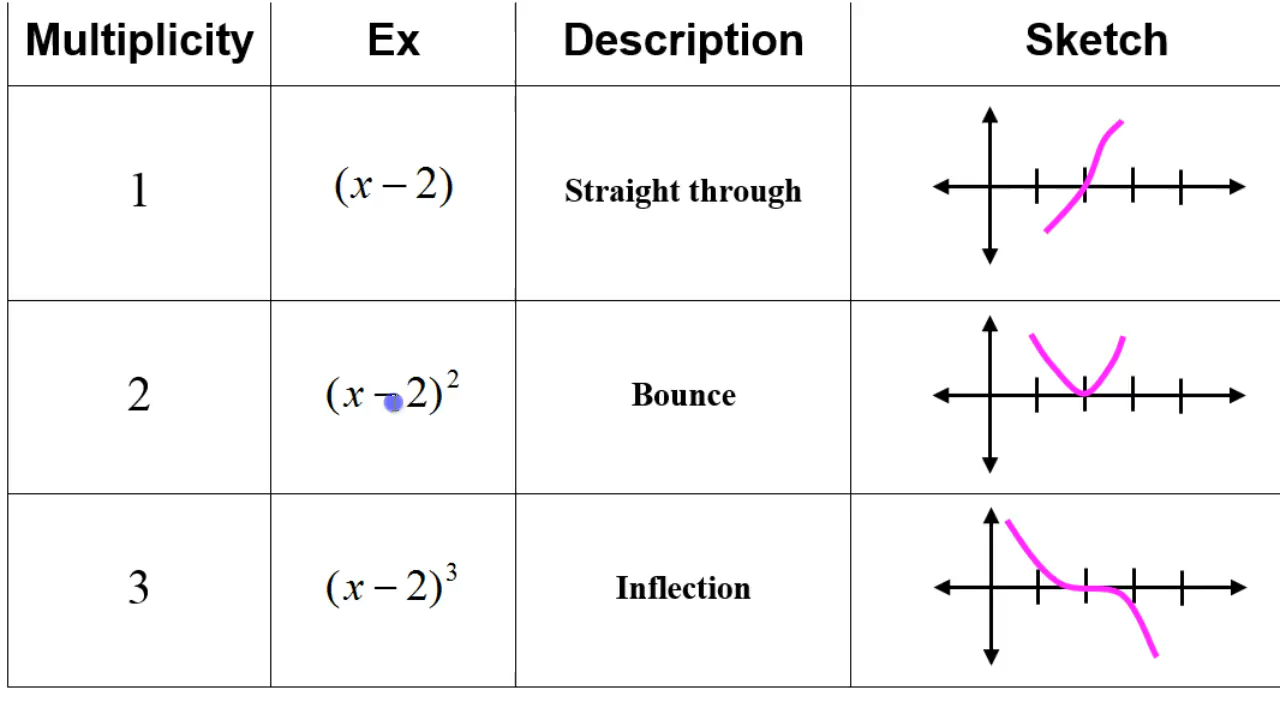 Multiplicity Ex Description Sketch
1 (x − 2) Straight through
2 (x − 2)² Bounce
3 (x − 2)³ Inflection